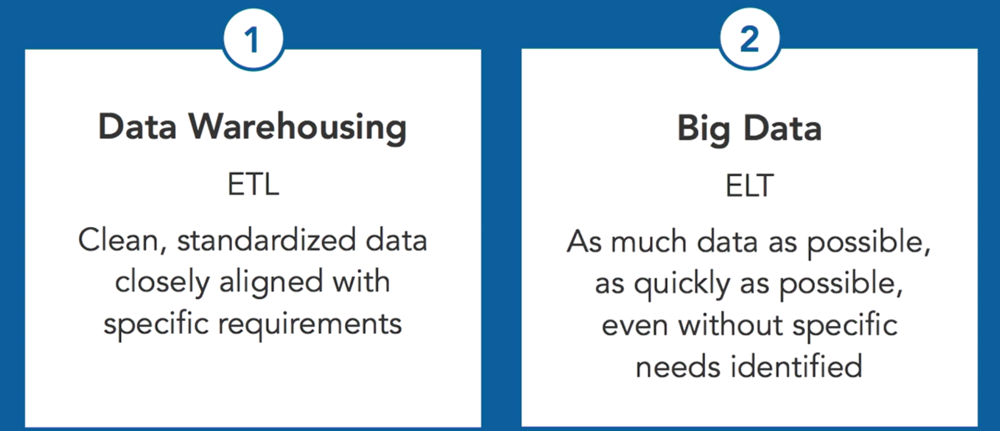 1
Data Warehousing
ETL
Clean, standardized data
closely aligned with
specific requirements
2
Big Data
ELT
As much data as possible,
as quickly as possible,
even without specific
needs identified